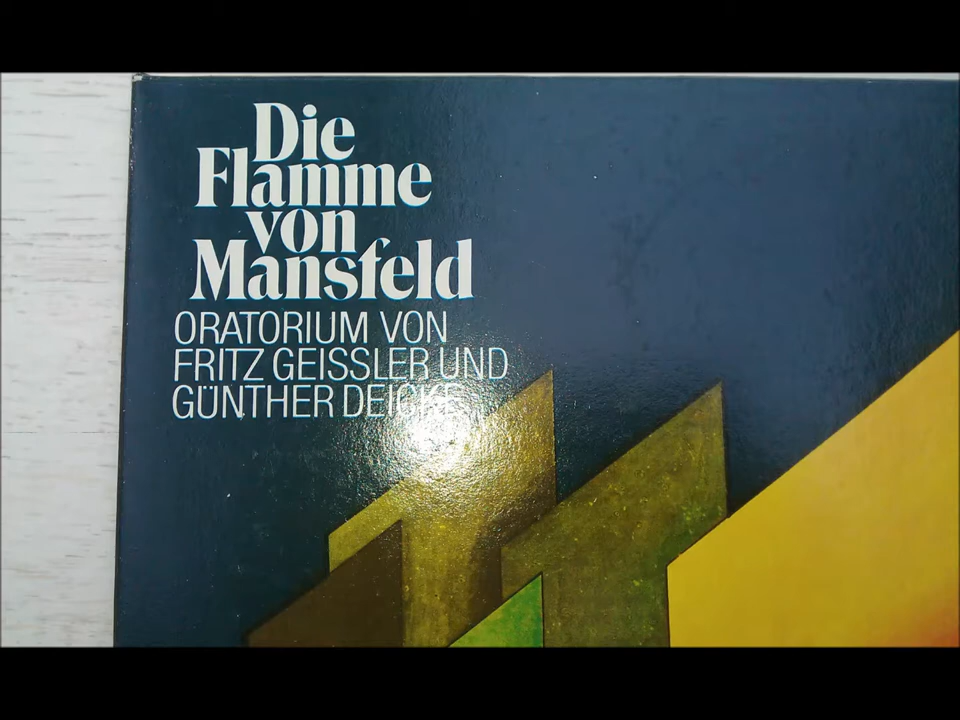 Die
Flamme
von
Mansfeld
ORATORIUM VON
FRITZ GEISSLER UND
GÜNTHER DEICKE